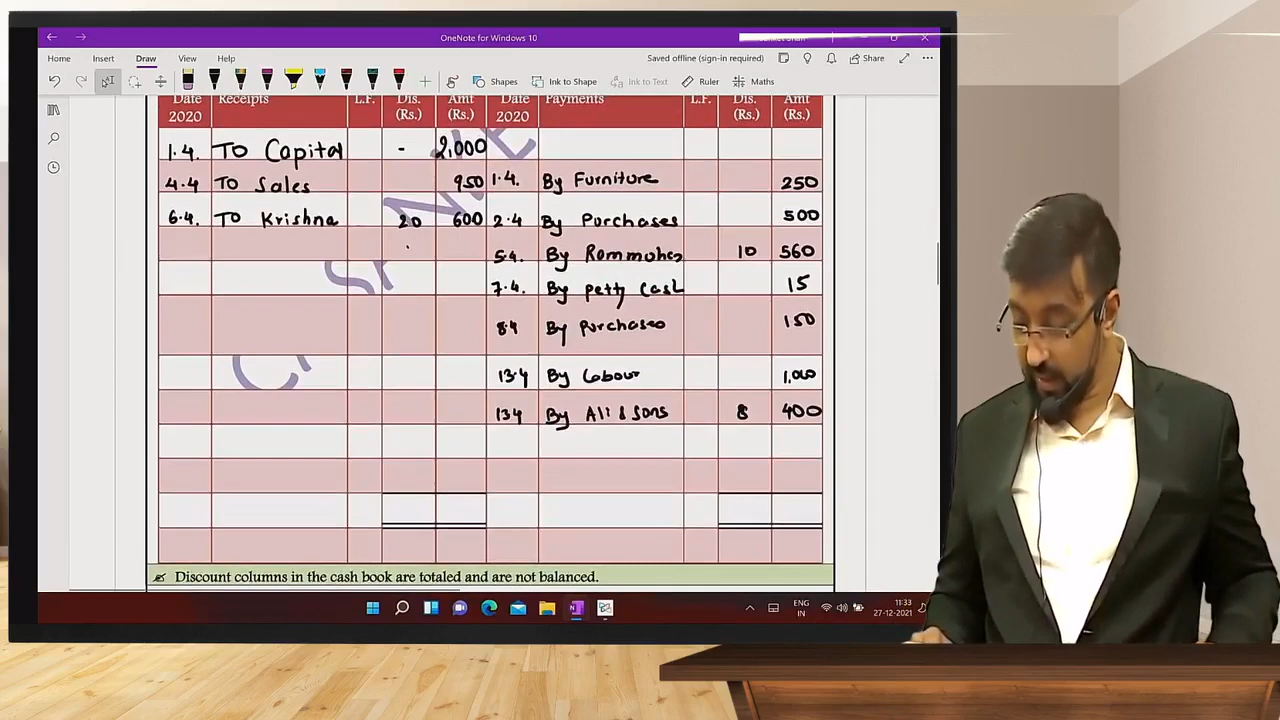 OneNote for Windows 10
Home Insert Draw View Help
Saved offline (sign-in required) Share
Shapes Ink to Shape Ink to Text Ruler Maths
Date 2020 Receipts L.F. Dis. (Rs.) Amt (Rs.) Date 2020 Payments L.F. Dis. (Rs.) Amt (Rs.)
1.4. TO Capital - 2,000
4.4 TO Sales 950 1.4. By Furniture 250
6.4. TO Krishna 20 600 2.4 By Purchases 500
5.4. By 10 560
7.4. By petty Cash 15
8.4 By purchases 150
13.4 By 1,000
13.4 By Ali & Sons 8 400
Discount columns in the cash book are totaled and are not balanced.
ENG
IN
11:33
27-12-2021